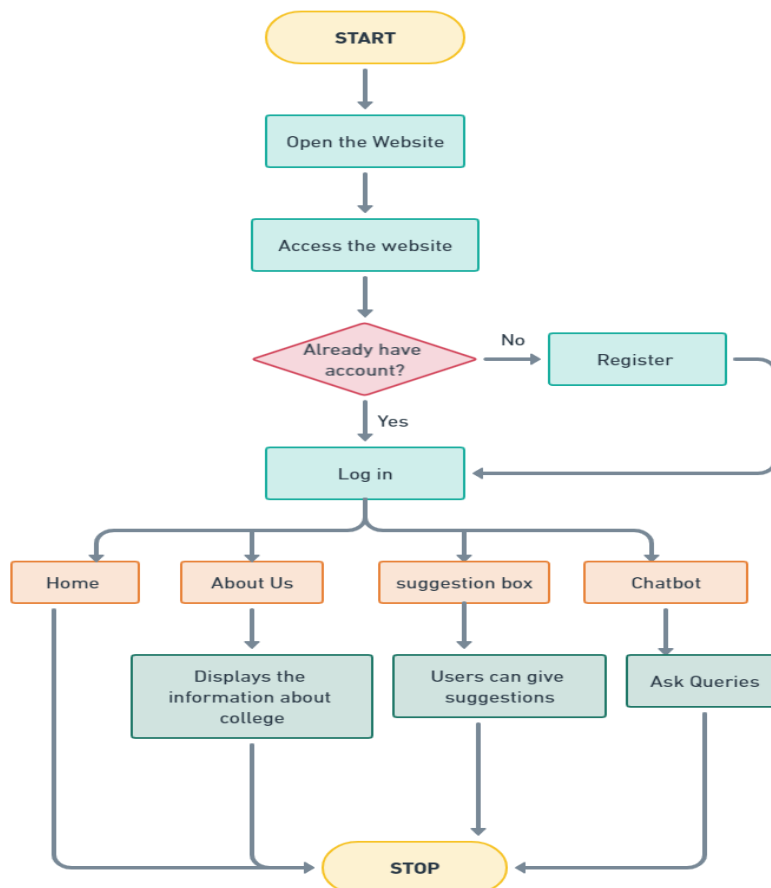 START
Open the Website
Access the website
Already have
account?
No
Register
Yes
Log in
Home
About Us
suggestion box
Chatbot
Displays the
information about
college
Users can give
suggestions
Ask Queries
STOP